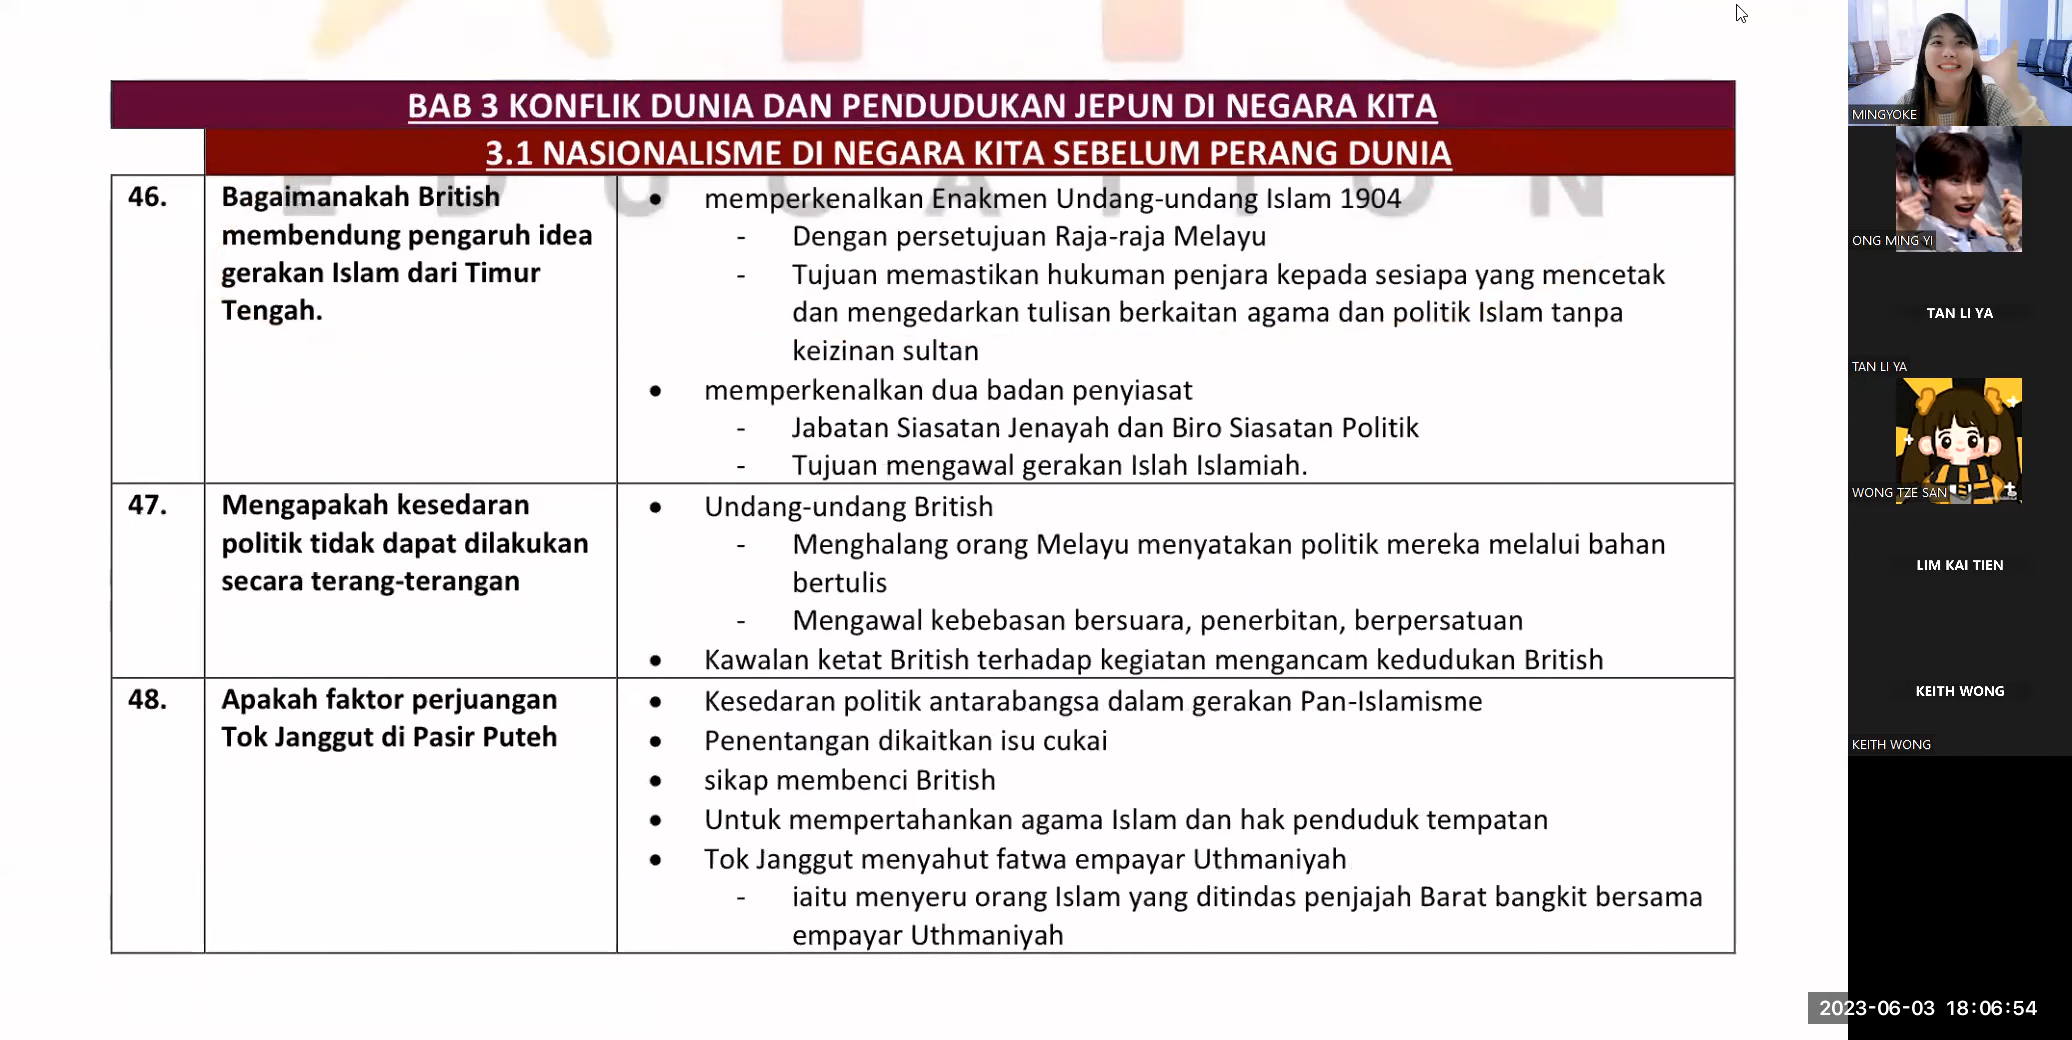 BAB 3 KONFLIK DUNIA DAN PENDUDUKAN JEPUN DI NEGARA KITA
3.1 NASIONALISME DI NEGARA KITA SEBELUM PERANG DUNIA
EDUCATION
46.
Bagaimanakah British
membendung pengaruh idea
gerakan Islam dari Timur
Tengah.
• memperkenalkan Enakmen Undang-undang Islam 1904
- Dengan persetujuan Raja-raja Melayu
- Tujuan memastikan hukuman penjara kepada sesiapa yang mencetak
dan mengedarkan tulisan berkaitan agama dan politik Islam tanpa
keizinan sultan
• memperkenalkan dua badan penyiasat
- Jabatan Siasatan Jenayah dan Biro Siasatan Politik
- Tujuan mengawal gerakan Islah Islamiah.
47.
Mengapakah kesedaran
politik tidak dapat dilakukan
secara terang-terangan
• Undang-undang British
- Menghalang orang Melayu menyatakan politik mereka melalui bahan
bertulis
- Mengawal kebebasan bersuara, penerbitan, berpersatuan
• Kawalan ketat British terhadap kegiatan mengancam kedudukan British
48.
Apakah faktor perjuangan
Tok Janggut di Pasir Puteh
• Kesedaran politik antarabangsa dalam gerakan Pan-Islamisme
• Penentangan dikaitkan isu cukai
• sikap membenci British
• Untuk mempertahankan agama Islam dan hak penduduk tempatan
• Tok Janggut menyahut fatwa empayar Uthmaniyah
- iaitu menyeru orang Islam yang ditindas penjajah Barat bangkit bersama
empayar Uthmaniyah
MINGYOKE
ONG MING YI
TAN LI YA
TAN LI YA
WONG TZE SAN
LIM KAI TIEN
KEITH WONG
KEITH WONG
2023-06-03 18:06:54